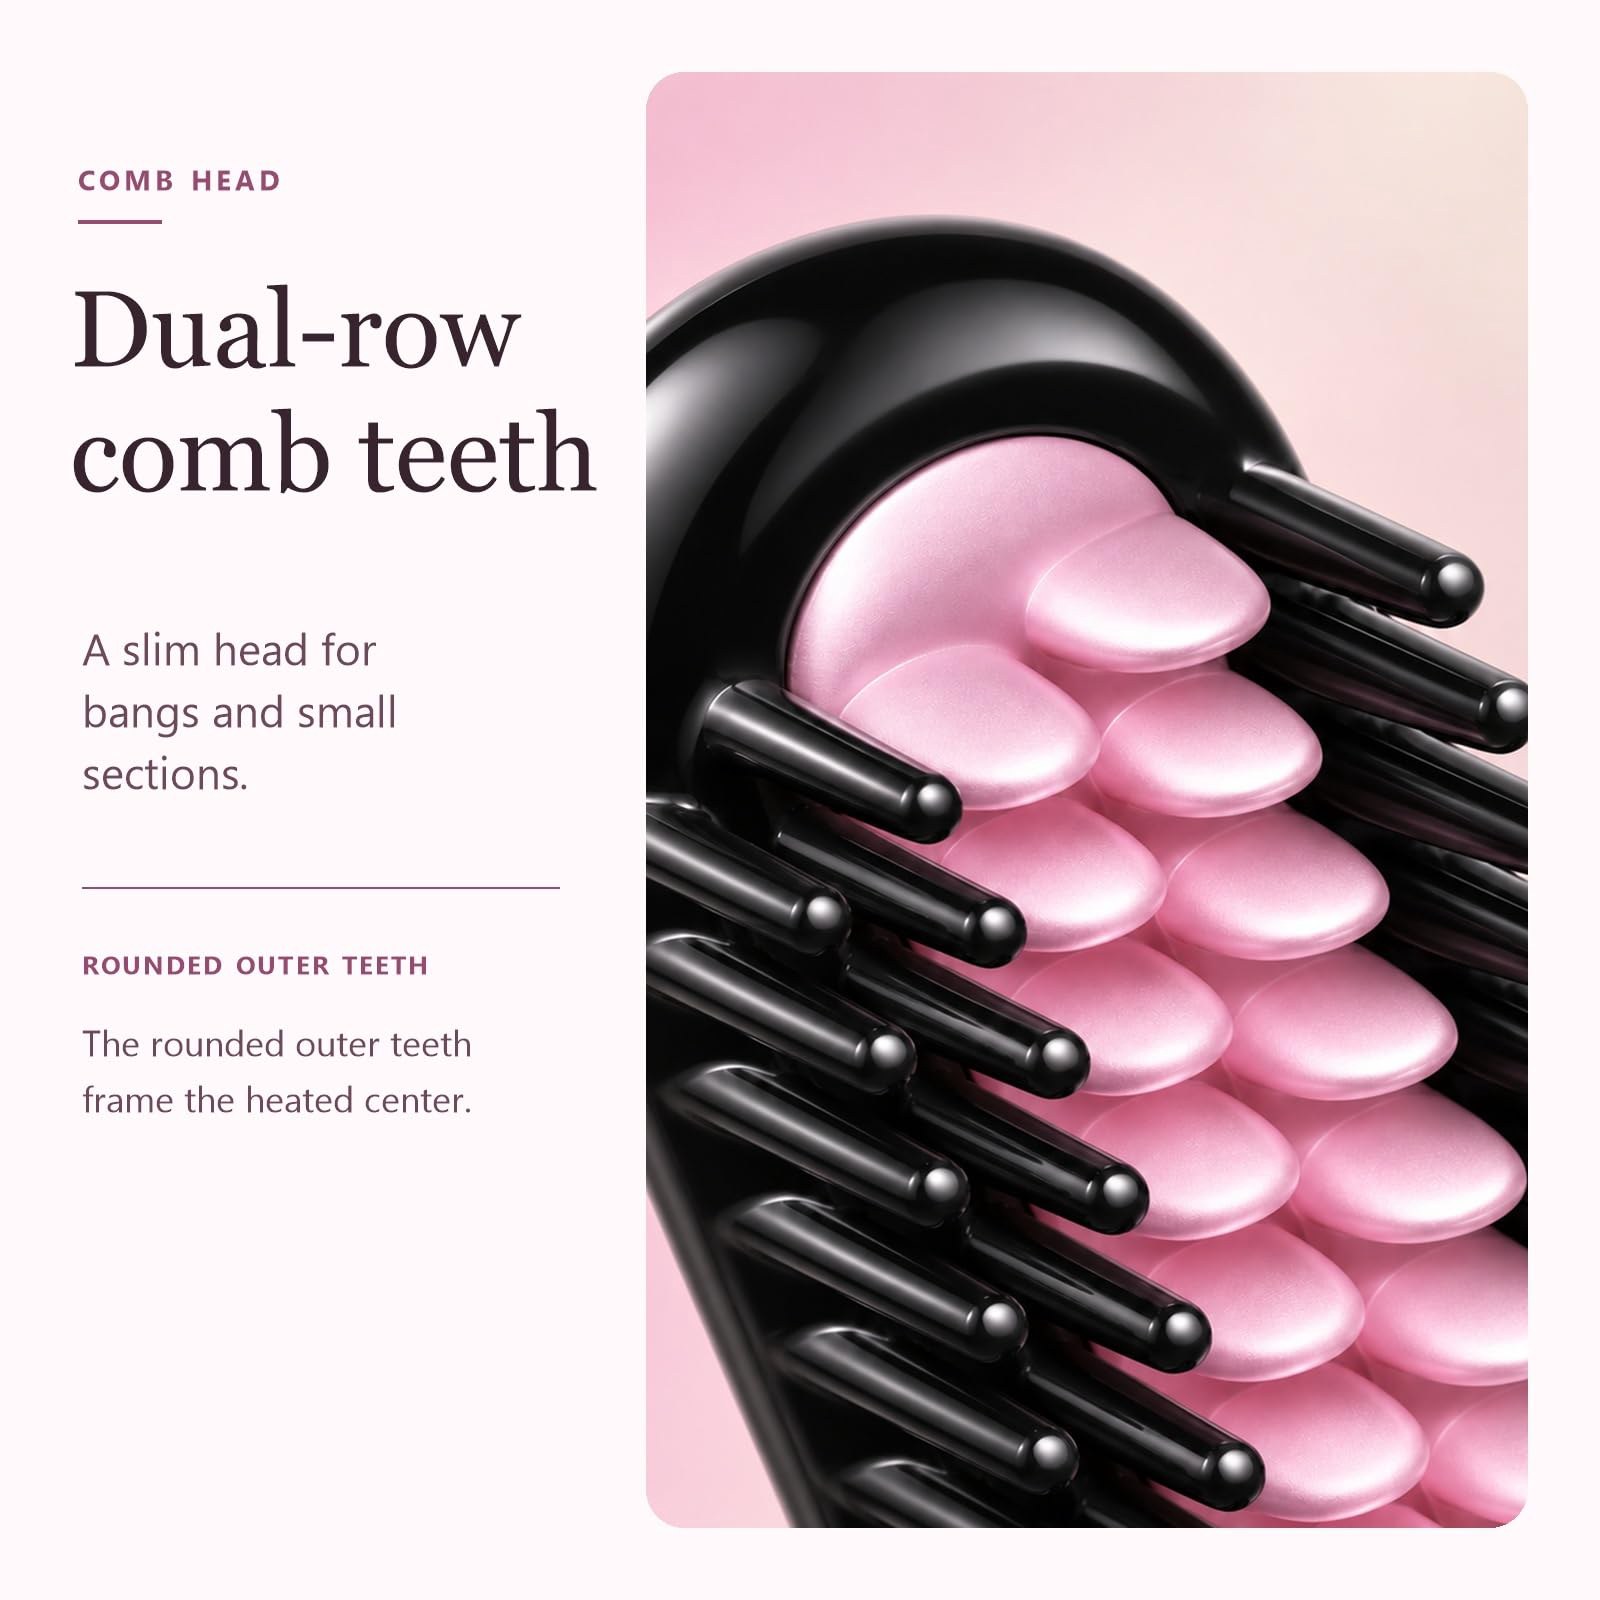 COMB HEAD
Dual-row
comb teeth
A slim head for
bangs and small
sections.
ROUNDED OUTER TEETH
The rounded outer teeth
frame the heated center.